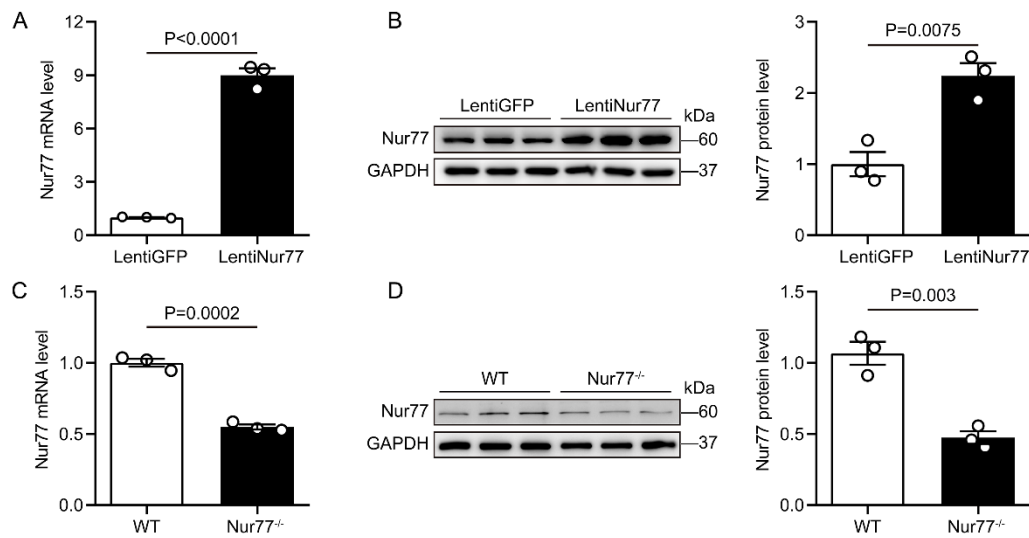 A
Nur77 mRNA level
12
9
6
3
0
P<0.0001
LentiGFP LentiNur77
B
LentiGFP LentiNur77
kDa
Nur77 60
GAPDH 37
Nur77 protein level
3
2
1
0
P=0.0075
LentiGFP LentiNur77
C
Nur77 mRNA level
1.5
1.0
0.5
0.0
P=0.0002
WT Nur77-/-
D
WT Nur77-/-
kDa
Nur77 60
GAPDH 37
Nur77 protein level
1.5
1.0
0.5
0.0
P=0.003
WT Nur77-/-